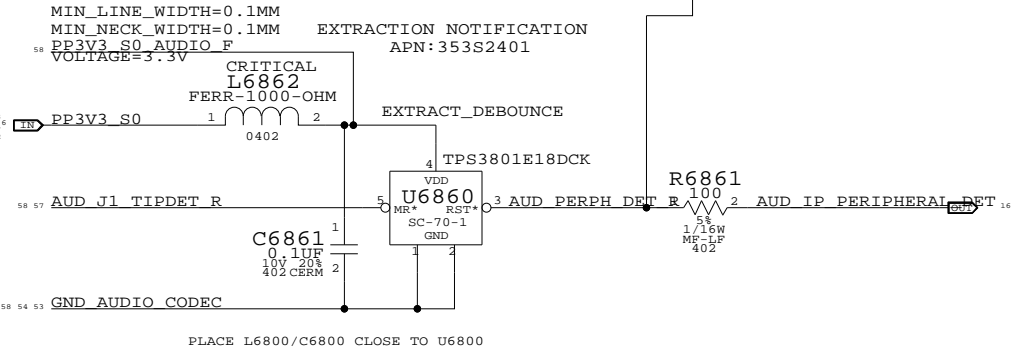 MIN_LINE_WIDTH=0.1MM
MIN_NECK_WIDTH=0.1MM
EXTRACTION NOTIFICATION
58 PP3V3_S0_AUDIO_F
APN:353S2401
VOLTAGE=3.3V
CRITICAL
L6862
FERR-1000-OHM
EXTRACT_DEBOUNCE
6 IN PP3V3_S0
1 2
0402
4 TPS3801E18DCK
VDD
R6861
100
58 57 AUD_J1_TIPDET_R
5 U6860 3
AUD_PERPH_DET_R
1 2
AUD_IP_PERIPHERAL_DET
OUT 16
MR* RST*
SC-70-1
5%
1/16W
MF-LF
402
GND
1 2
C6861
0.1UF
10V 20%
402 CERM
1
2
58 54 53 GND_AUDIO_CODEC
PLACE L6800/C6800 CLOSE TO U6800